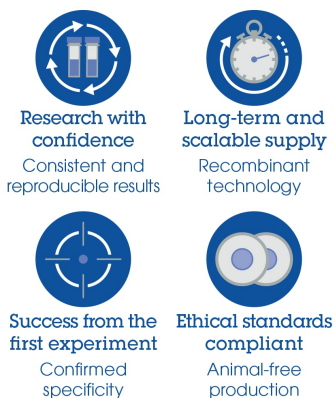 Research with
confidence
Consistent and
reproducible results
Long-term and
scalable supply
Recombinant
technology
Success from the
first experiment
Confirmed
specificity
Ethical standards
compliant
Animal-free
production